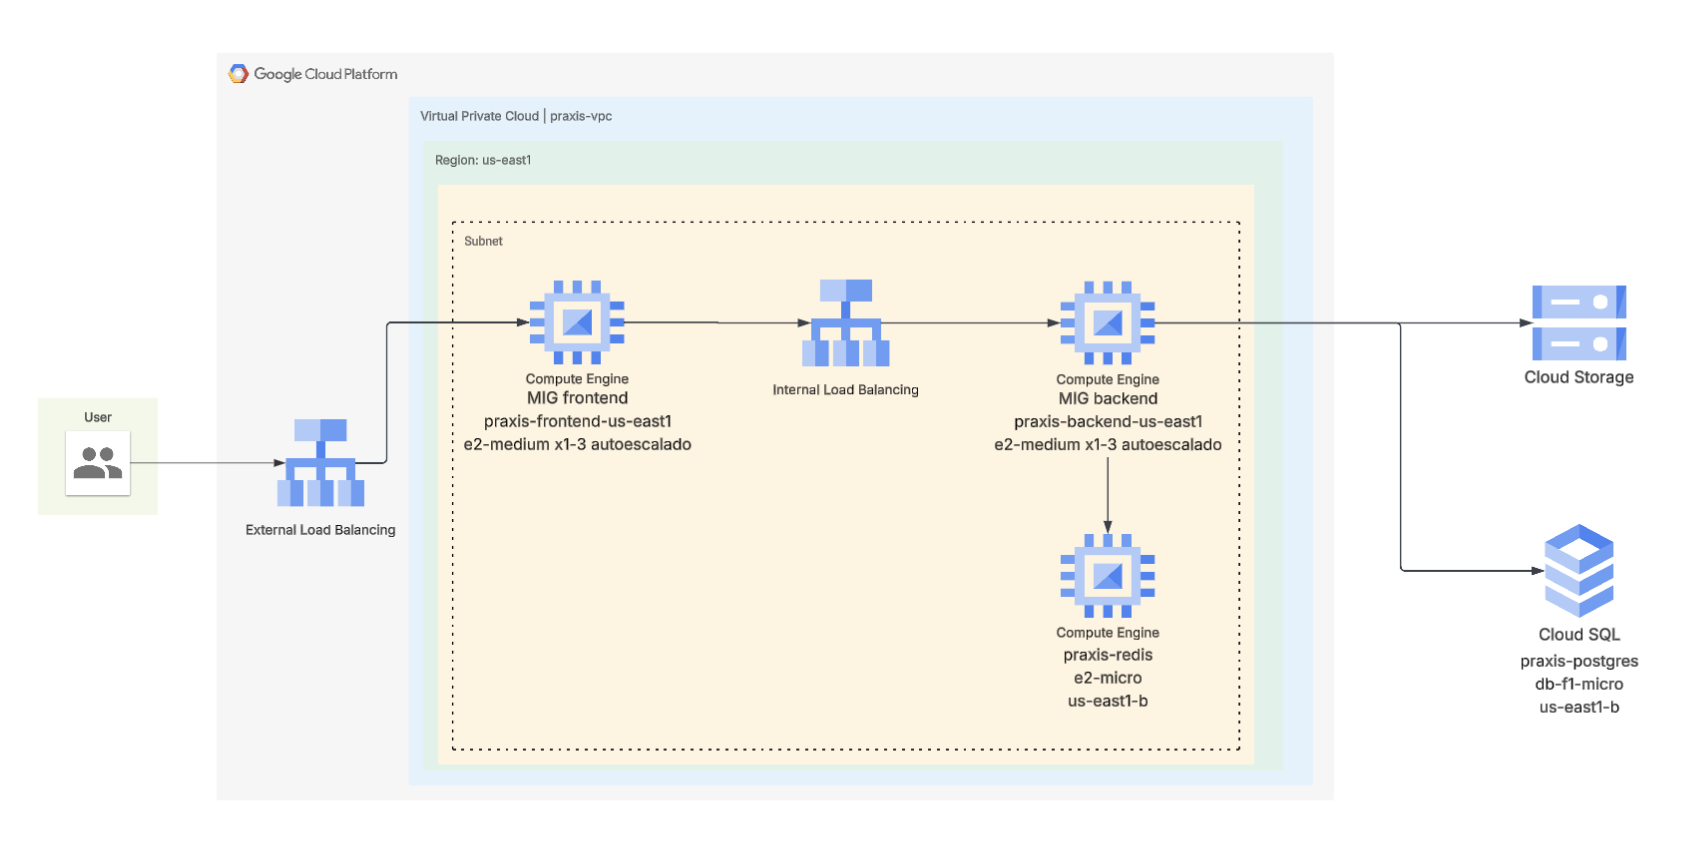 Google Cloud Platform
Virtual Private Cloud | praxis-vpc
Region: us-east1
Subnet
Compute Engine
MIG frontend
praxis-frontend-us-east1
e2-medium x1-3 autoescalado
Internal Load Balancing
Compute Engine
MIG backend
praxis-backend-us-east1
e2-medium x1-3 autoescalado
Cloud Storage
User
External Load Balancing
Compute Engine
praxis-redis
e2-micro
us-east1-b
Cloud SQL
praxis-postgres
db-f1-micro
us-east1-b